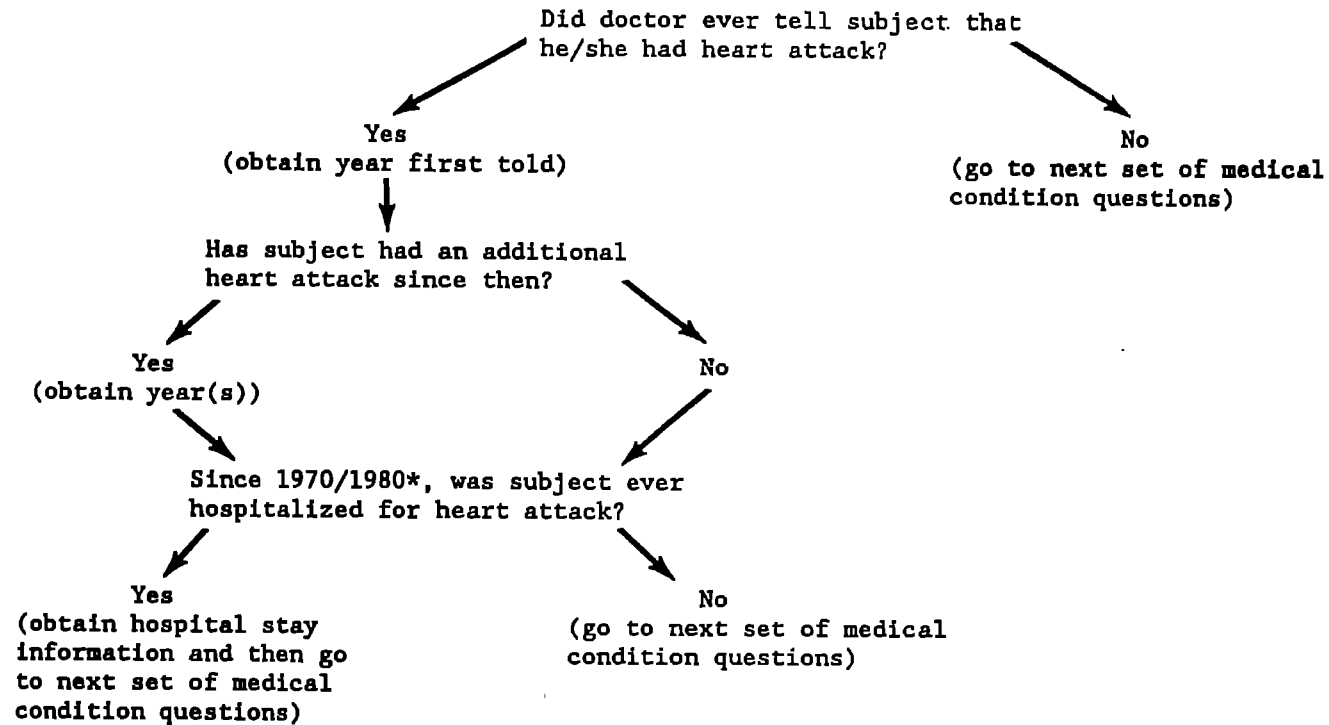 Did doctor ever tell subject that
he/she had heart attack?
Yes
(obtain year first told)
No
(go to next set of medical
condition questions)
Has subject had an additional
heart attack since then?
Yes
(obtain year(s))
No
Since 1970/1980*, was subject ever
hospitalized for heart attack?
Yes
(obtain hospital stay
information and then go
to next set of medical
condition questions)
No
(go to next set of medical
condition questions)